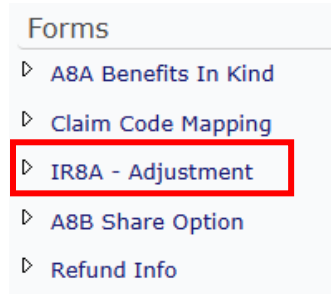 Forms
A8A Benefits In Kind
Claim Code Mapping
IR8A - Adjustment
A8B Share Option
Refund Info